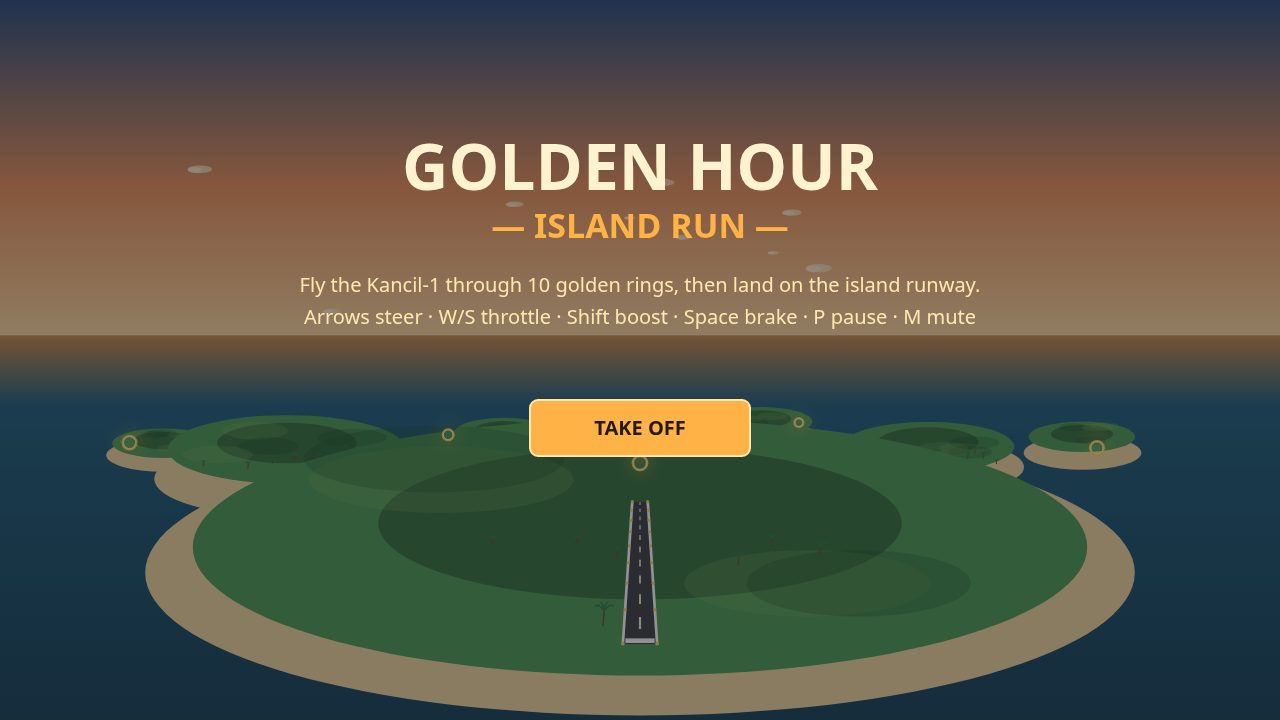 GOLDEN HOUR
— ISLAND RUN —
Fly the Kancil-1 through 10 golden rings, then land on the island runway.
Arrows steer · W/S throttle · Shift boost · Space brake · P pause · M mute
TAKE OFF